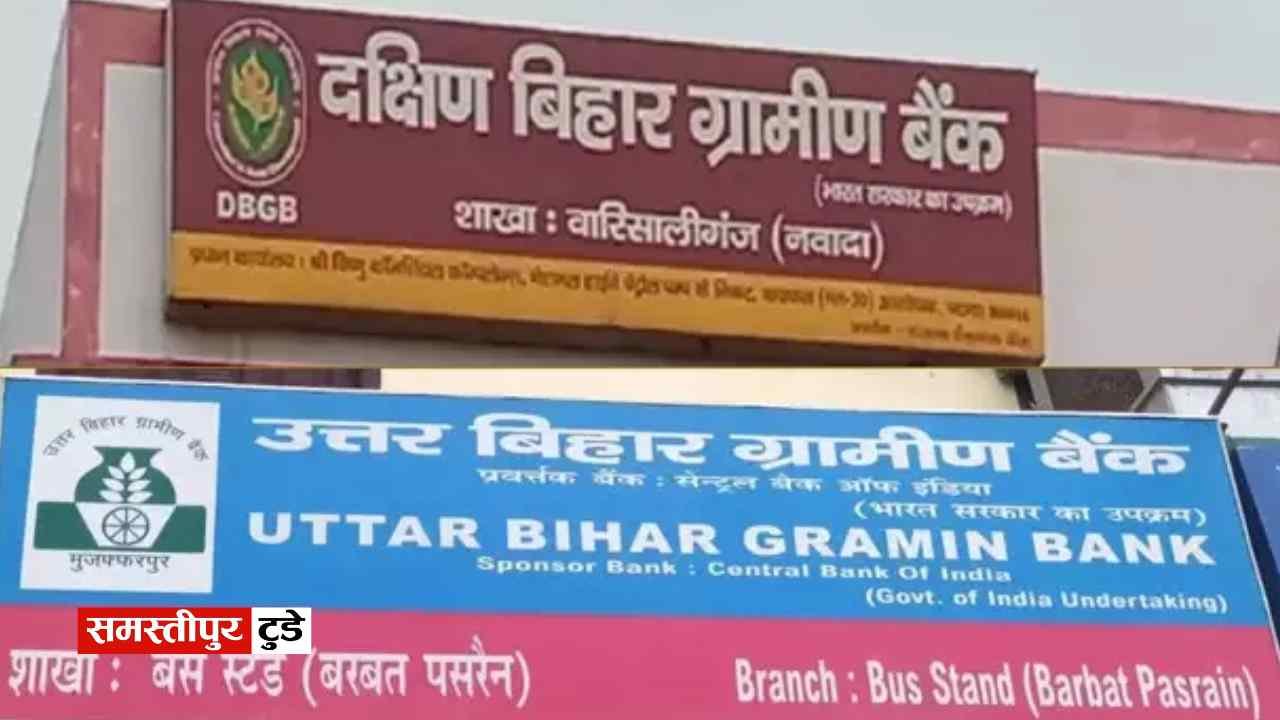 दक्षिण बिहार ग्रामीण बैंक
(भारत सरकार का उपक्रम)
DBGB
शाखा : वारिसालीगंज (नवादा)
उत्तर बिहार ग्रामीण बैंक
मुजफ्फरपुर
उत्तर बिहार ग्रामीण बैंक
प्रवर्त्तक बैंक : सेन्ट्रल बैंक ऑफ इंडिया
(भारत सरकार का उपक्रम)
UTTAR BIHAR GRAMIN BANK
Sponsor Bank : Central Bank Of India
(Govt. of India Undertaking)
समस्तीपुर टुडे
शाखा : बस स्टैंड (बरबत पसरैन)
Branch : Bus Stand (Barbat Pasrain)